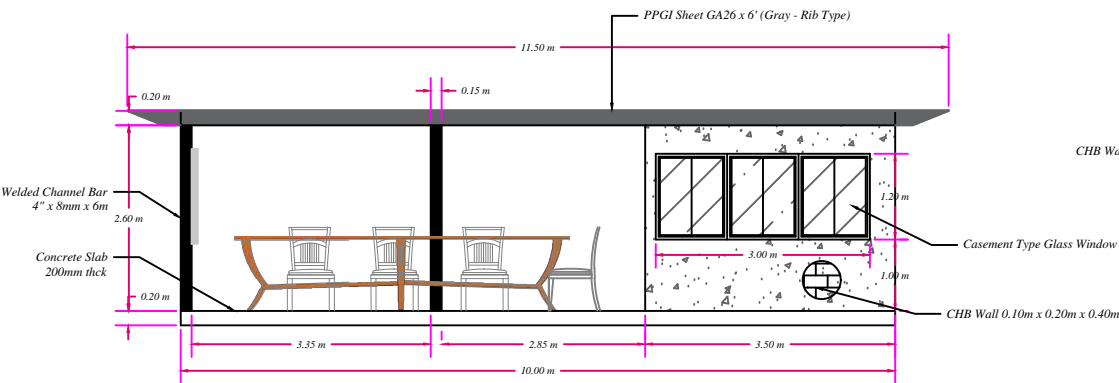 PPGI Sheet GA26 x 6' (Gray - Rib Type)
11.50 m
0.20 m
0.15 m
CHB Wa
Welded Channel Bar
4" x 8mm x 6m
2.60 m
1.20 m
Casement Type Glass Window
Concrete Slab
200mm thck
3.00 m
1.00 m
0.20 m
CHB Wall 0.10m x 0.20m x 0.40m
3.35 m
2.85 m
3.50 m
10.00 m